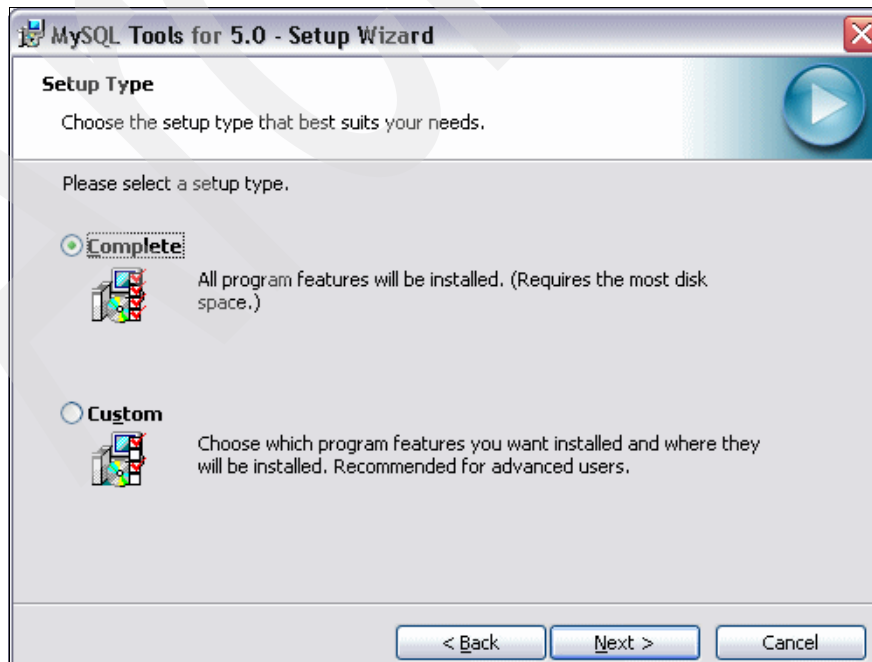 MySQL Tools for 5.0 - Setup Wizard
Setup Type
Choose the setup type that best suits your needs.
Please select a setup type.
Complete
All program features will be installed. (Requires the most disk
space.)
Custom
Choose which program features you want installed and where they
will be installed. Recommended for advanced users.
< Back
Next >
Cancel